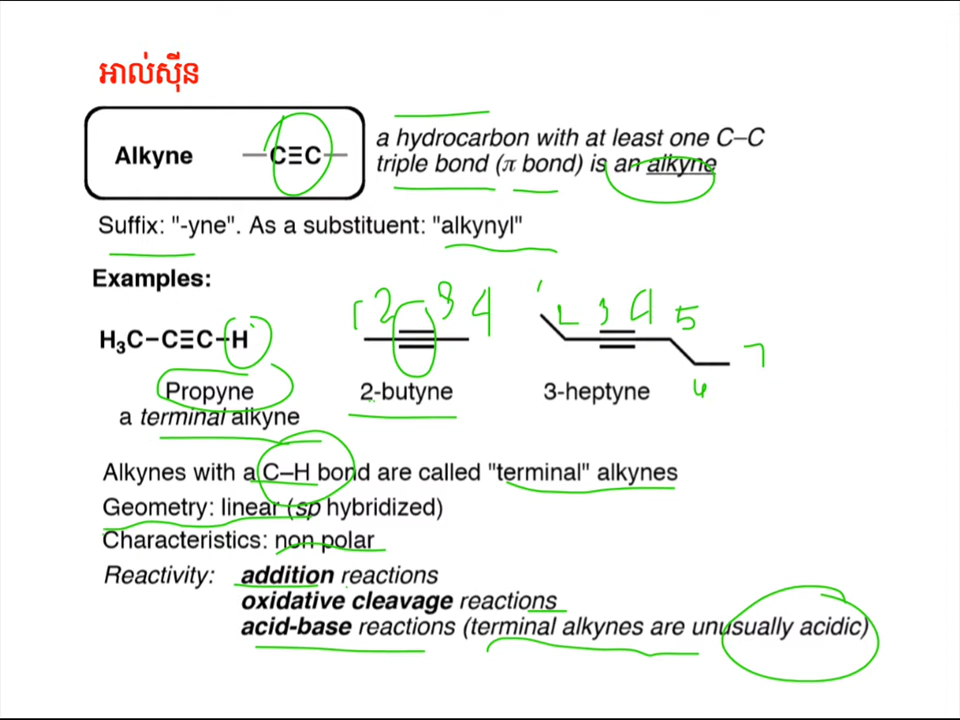 អាល់ស៊ីន
Alkyne —C≡C—
a hydrocarbon with at least one C–C
triple bond (π bond) is an alkyne
Suffix: "-yne". As a substituent: "alkynyl"
Examples:
1 2 3 4
1 2 3 4 5
H₃C−C≡C−H
7
Propyne 2-butyne 3-heptyne 6
a terminal alkyne
Alkynes with a C–H bond are called "terminal" alkynes
Geometry: linear (sp hybridized)
Characteristics: non polar
Reactivity: addition reactions
oxidative cleavage reactions
acid-base reactions (terminal alkynes are unusually acidic)